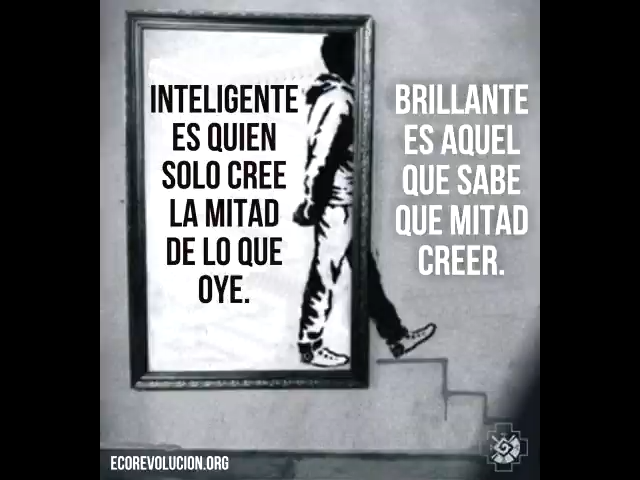 INTELIGENTE
ES QUIEN
SOLO CREE
LA MITAD
DE LO QUE
OYE.
BRILLANTE
ES AQUEL
QUE SABE
QUE MITAD
CREER.
ECOREVOLUCION.ORG